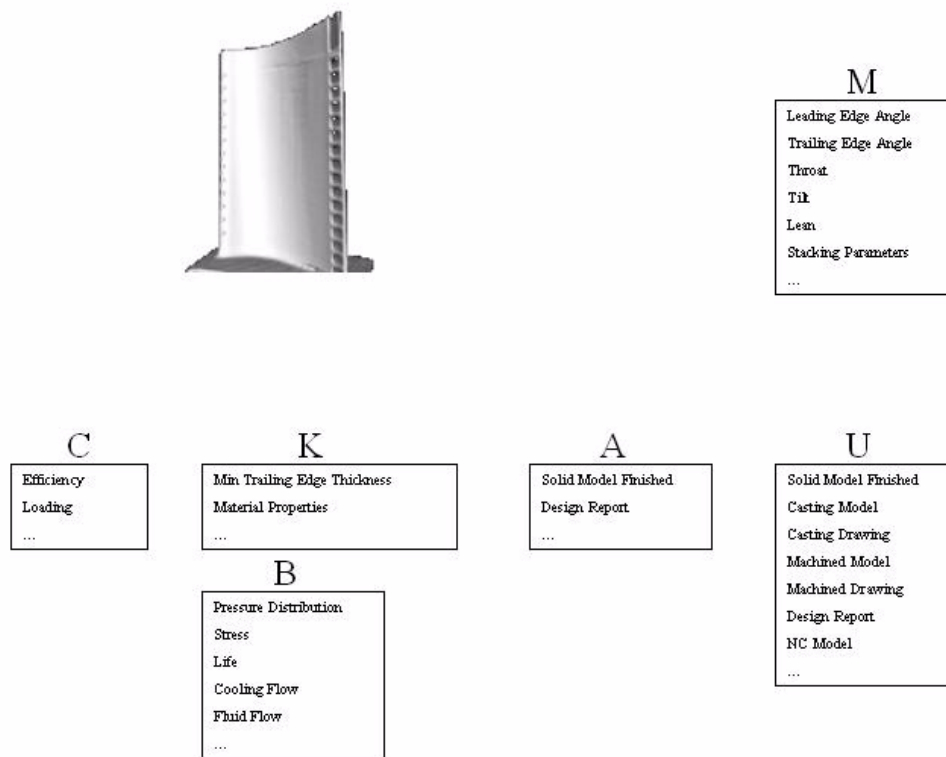 M
Leading Edge Angle
Trailing Edge Angle
Throat
Tilt
Lean
Stacking Parameters
...
C
Efficiency
Loading
...
K
Min Trailing Edge Thickness
Material Properties
...
B
Pressure Distribution
Stress
Life
Cooling Flow
Fluid Flow
...
A
Solid Model Finished
Design Report
...
U
Solid Model Finished
Casting Model
Casting Drawing
Machined Model
Machined Drawing
Design Report
NC Model
...